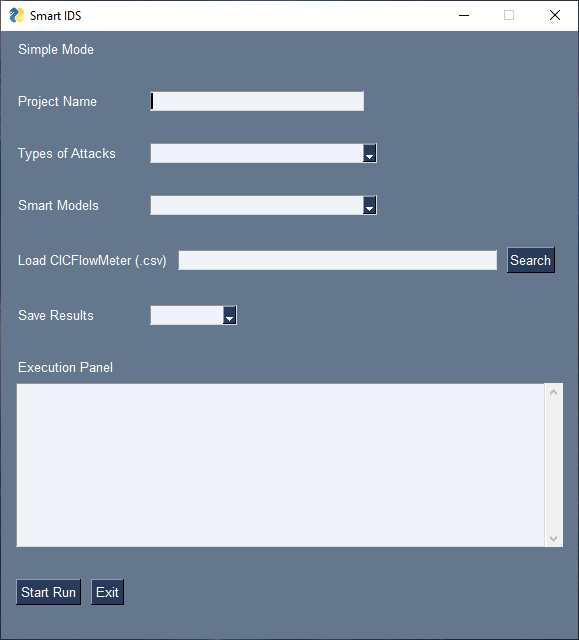 Smart IDS
Simple Mode
Project Name
Types of Attacks
Smart Models
Load CICFlowMeter (.csv) Search
Save Results
Execution Panel
Start Run Exit